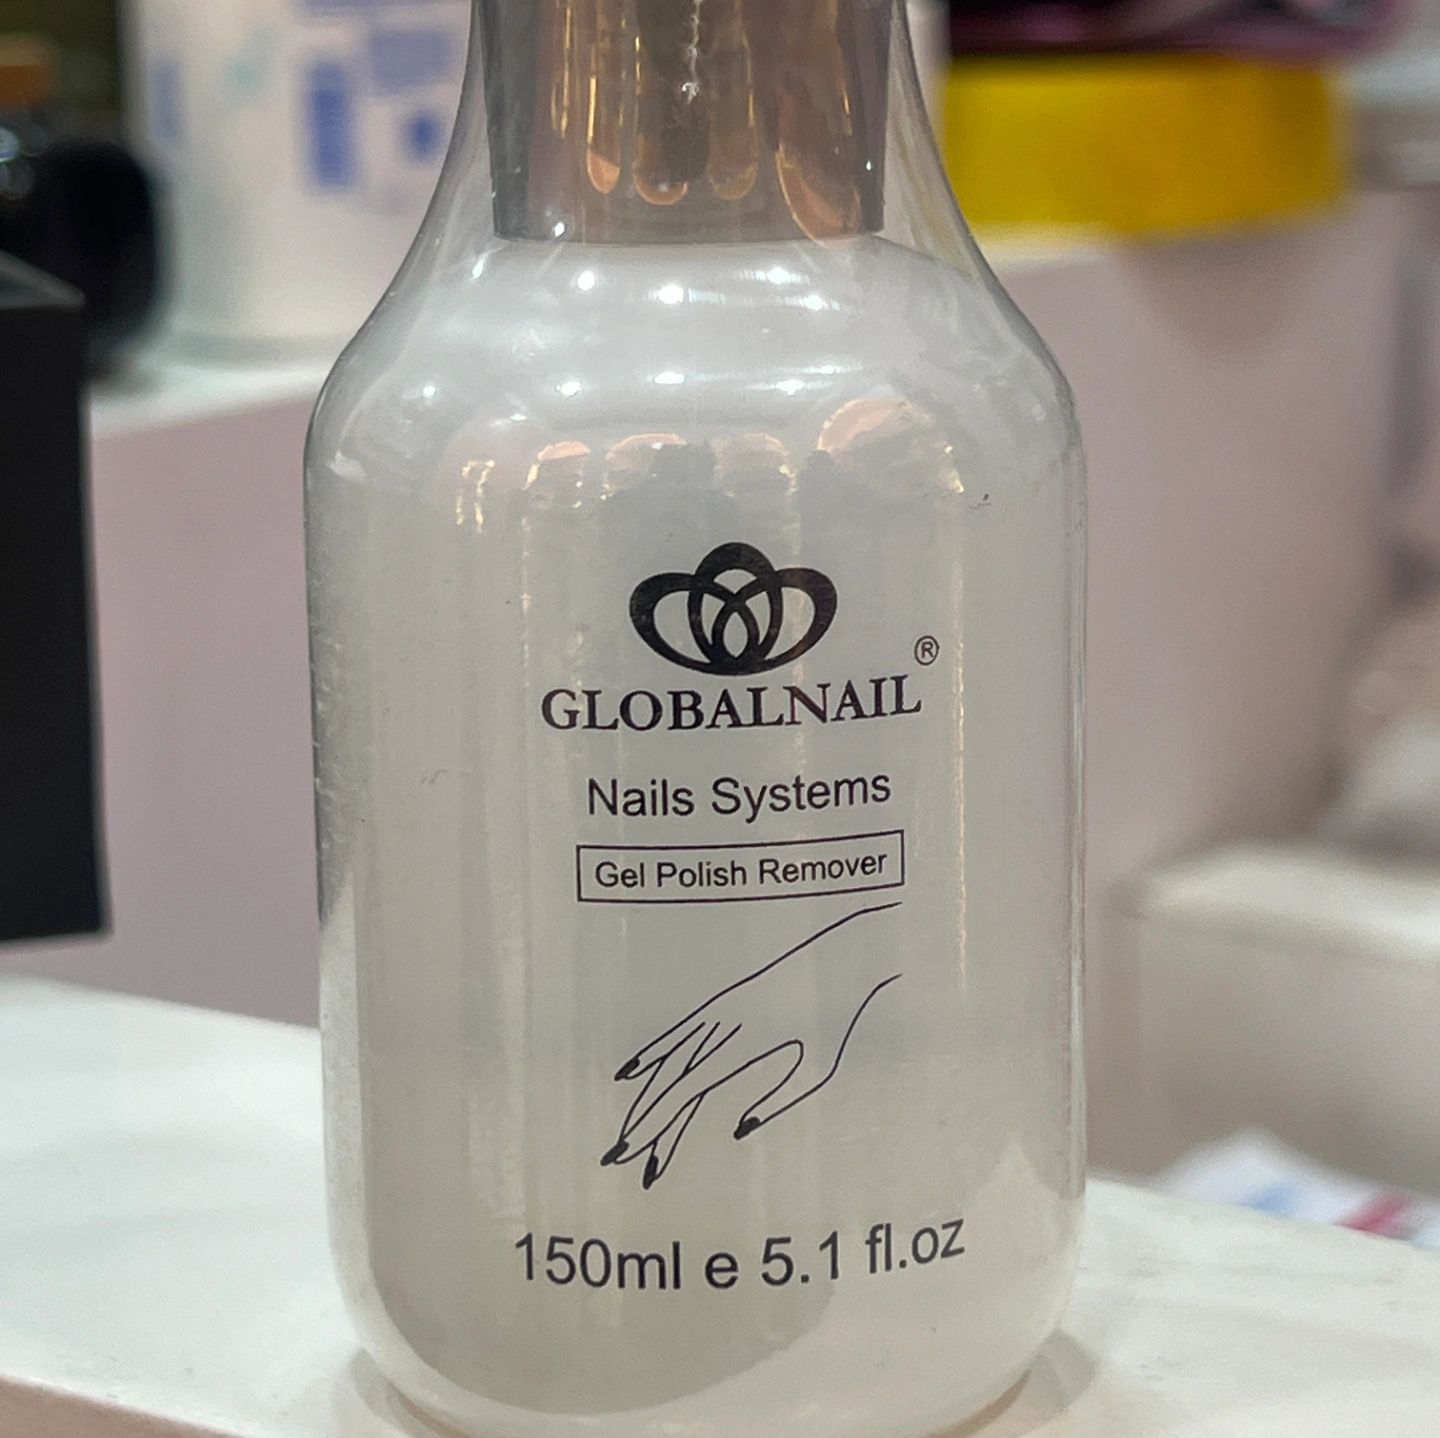 GLOBALNAIL®
Nails Systems
Gel Polish Remover
150ml e 5.1 fl.oz